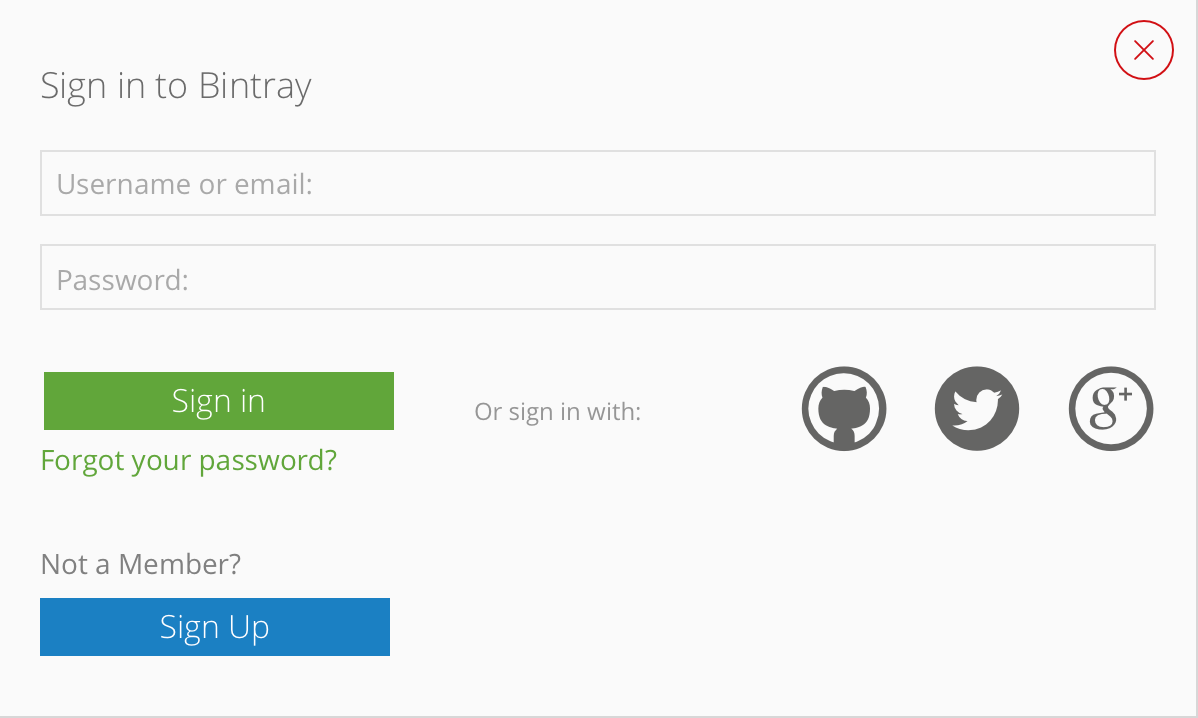 Sign in to Bintray
Username or email:
Password:
Sign in
Or sign in with:
g+
Forgot your password?
Not a Member?
Sign Up